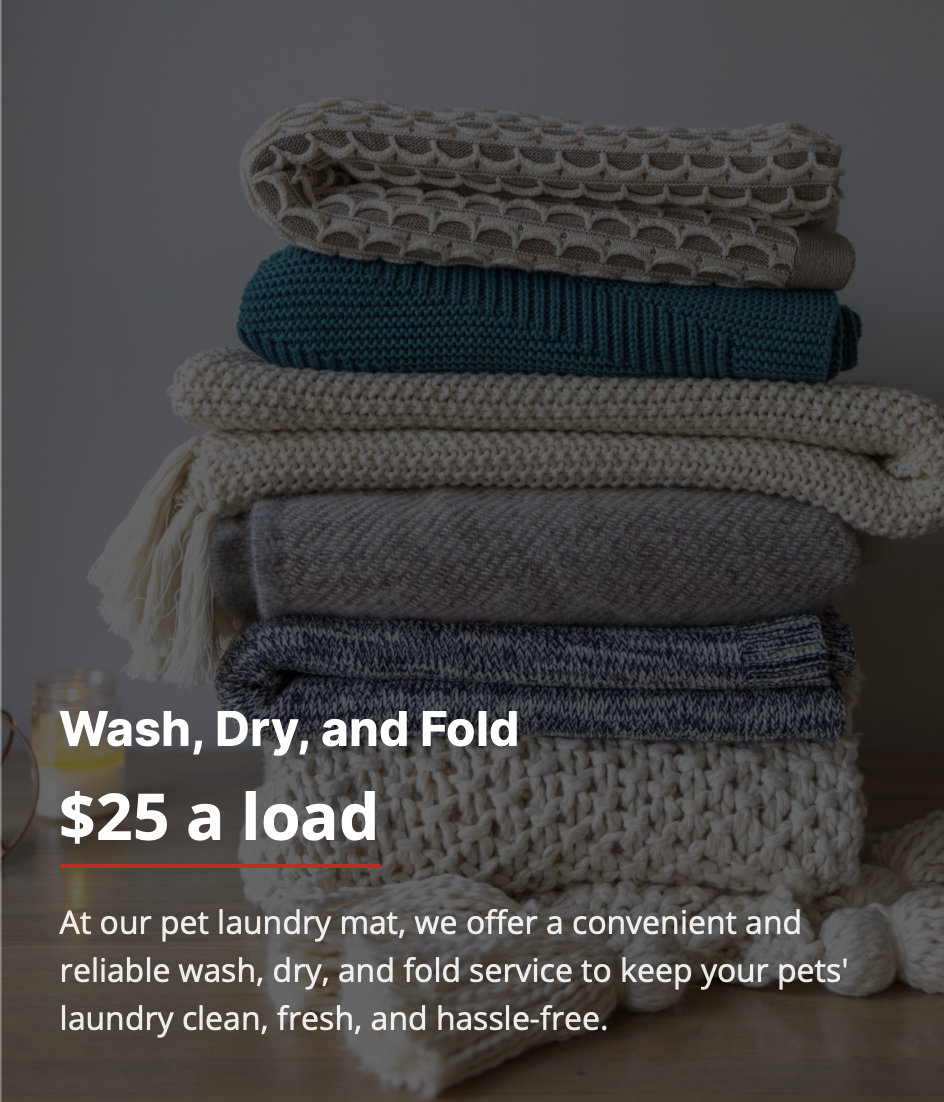 Wash, Dry, and Fold
$25 a load
At our pet laundry mat, we offer a convenient and
reliable wash, dry, and fold service to keep your pets'
laundry clean, fresh, and hassle-free.